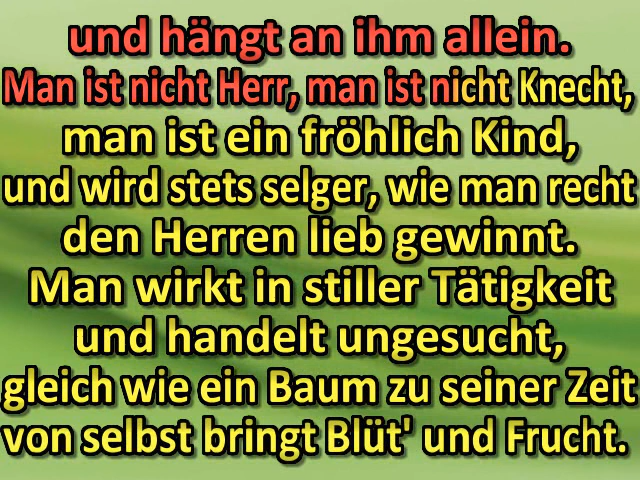 und hängt an ihm allein.
Man ist nicht Herr, man ist nicht Knecht,
man ist ein fröhlich Kind,
und wird stets selger, wie man recht
den Herren lieb gewinnt.
Man wirkt in stiller Tätigkeit
und handelt ungesucht,
gleich wie ein Baum zu seiner Zeit
von selbst bringt Blüt' und Frucht.